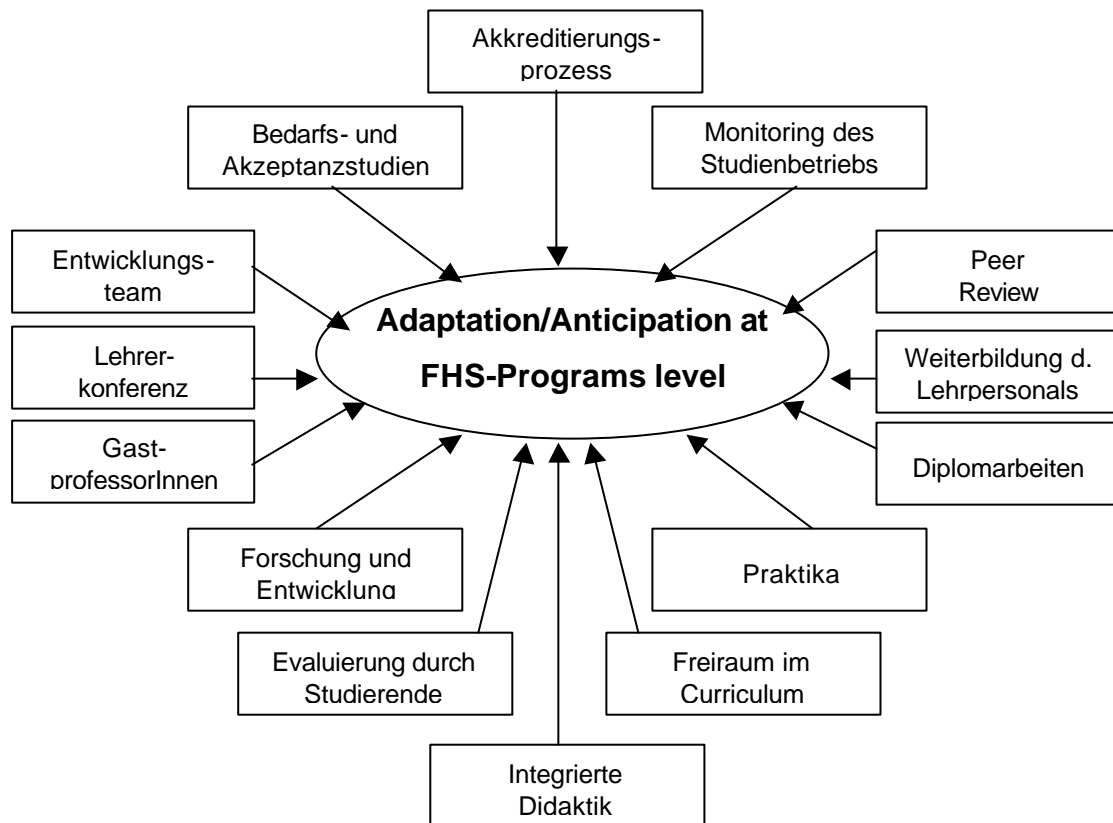 Akkreditierungs-
prozess
Bedarfs- und
Akzeptanzstudien
Monitoring des
Studienbetriebs
Entwicklungs-
team
Peer
Review
Adaptation/Anticipation at
FHS-Programs level
Lehrer-
konferenz
Weiterbildung d.
Lehrpersonals
Gast-
professorInnen
Diplomarbeiten
Forschung und
Entwicklung
Praktika
Evaluierung durch
Studierende
Freiraum im
Curriculum
Integrierte
Didaktik